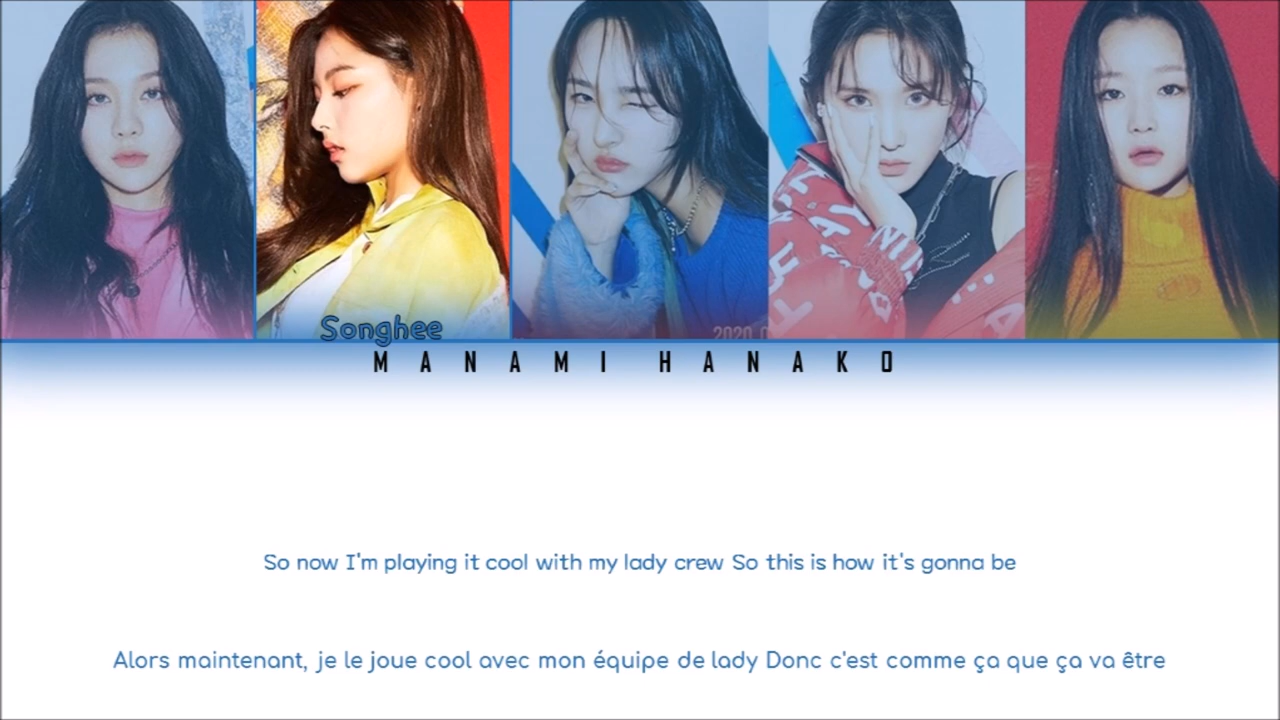 2020.0
Songhee
MANAMI HANAKO
So now I'm playing it cool with my lady crew So this is how it's gonna be
Alors maintenant, je le joue cool avec mon équipe de lady Donc c'est comme ça que ça va être